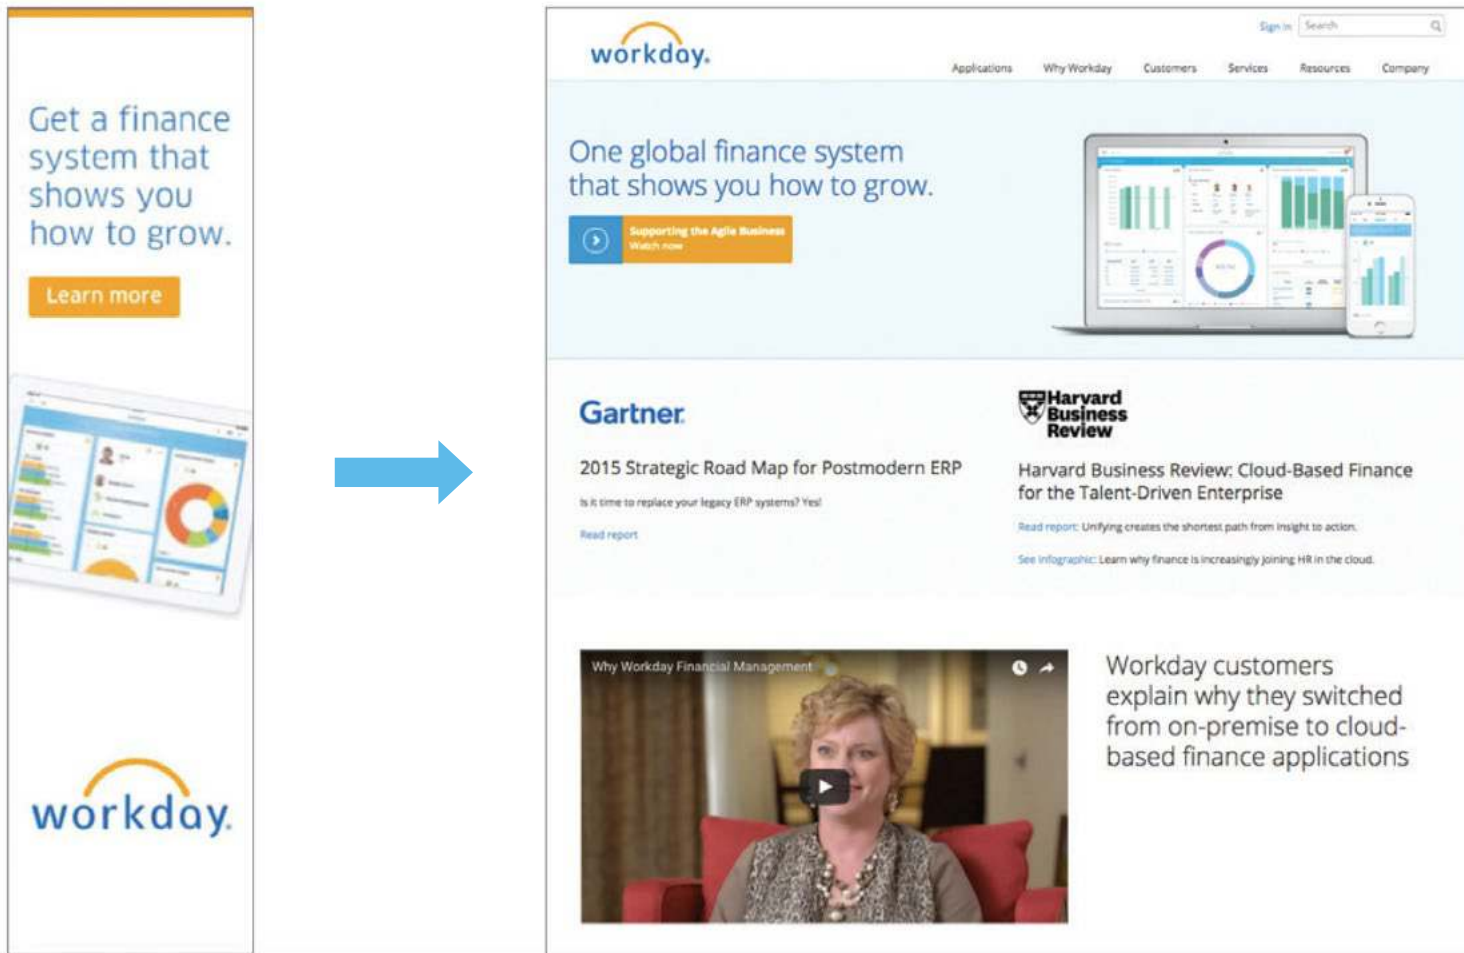 Get a finance
system that
shows you
how to grow.
Learn more
workday.
workday.
Sign in
Search
Applications
Why Workday
Customers
Services
Resources
Company
One global finance system
that shows you how to grow.
Supporting the Agile Business
Watch now
Gartner.
2015 Strategic Road Map for Postmodern ERP
Is it time to replace your legacy ERP systems? Yes!
Read report
Harvard
Business
Review
Harvard Business Review: Cloud-Based Finance
for the Talent-Driven Enterprise
Read report: Unifying creates the shortest path from insight to action.
See infographic: Learn why finance is increasingly joining HR in the cloud.
Why Workday Financial Management
Workday customers
explain why they switched
from on-premise to cloud-
based finance applications